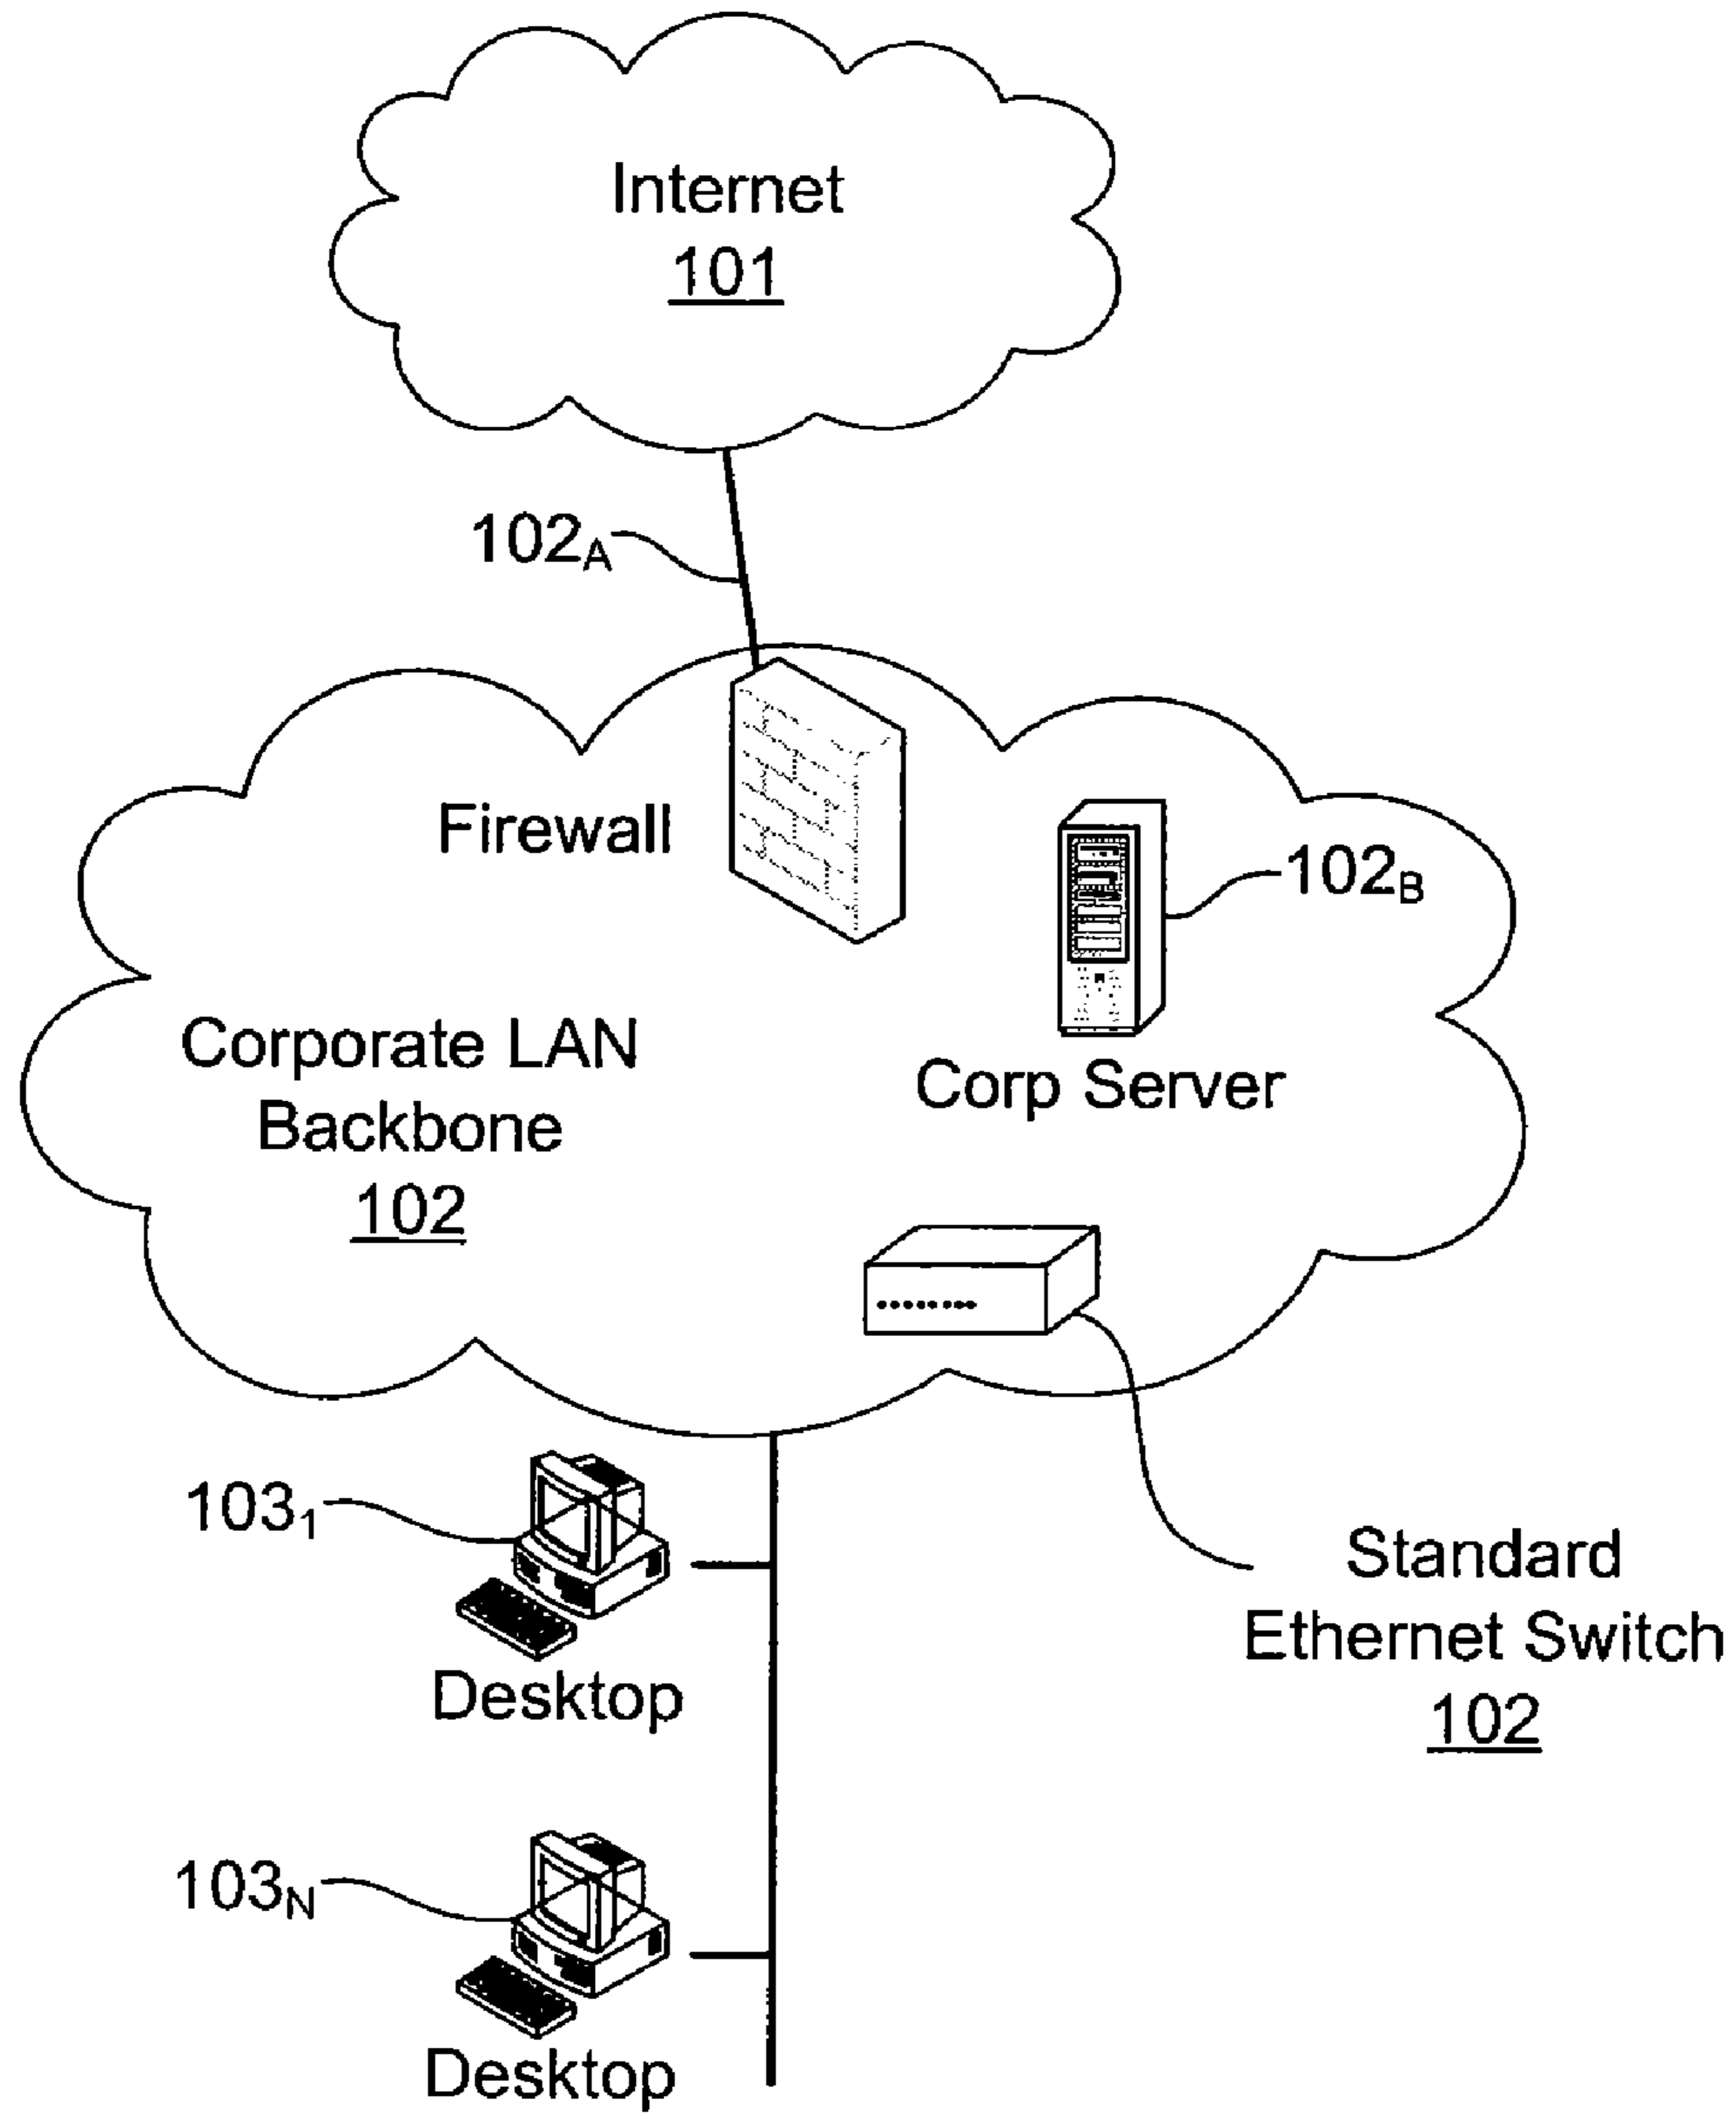 Internet
101
102A
Firewall
102B
Corporate LAN
Backbone
102
Corp Server
1031
Desktop
Standard
Ethernet Switch
102
103N
Desktop